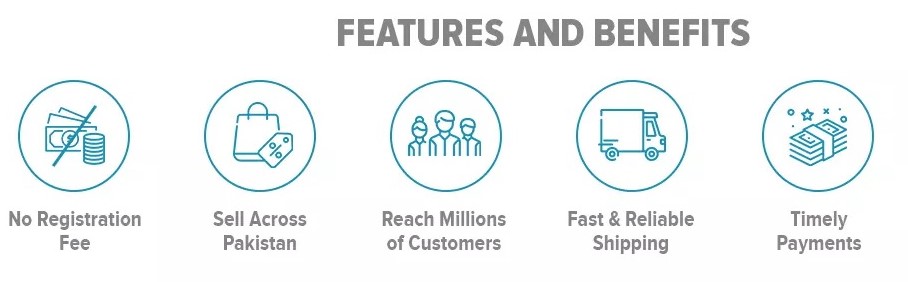 FEATURES AND BENEFITS
No Registration
Fee
Sell Across
Pakistan
Reach Millions
of Customers
Fast & Reliable
Shipping
Timely
Payments